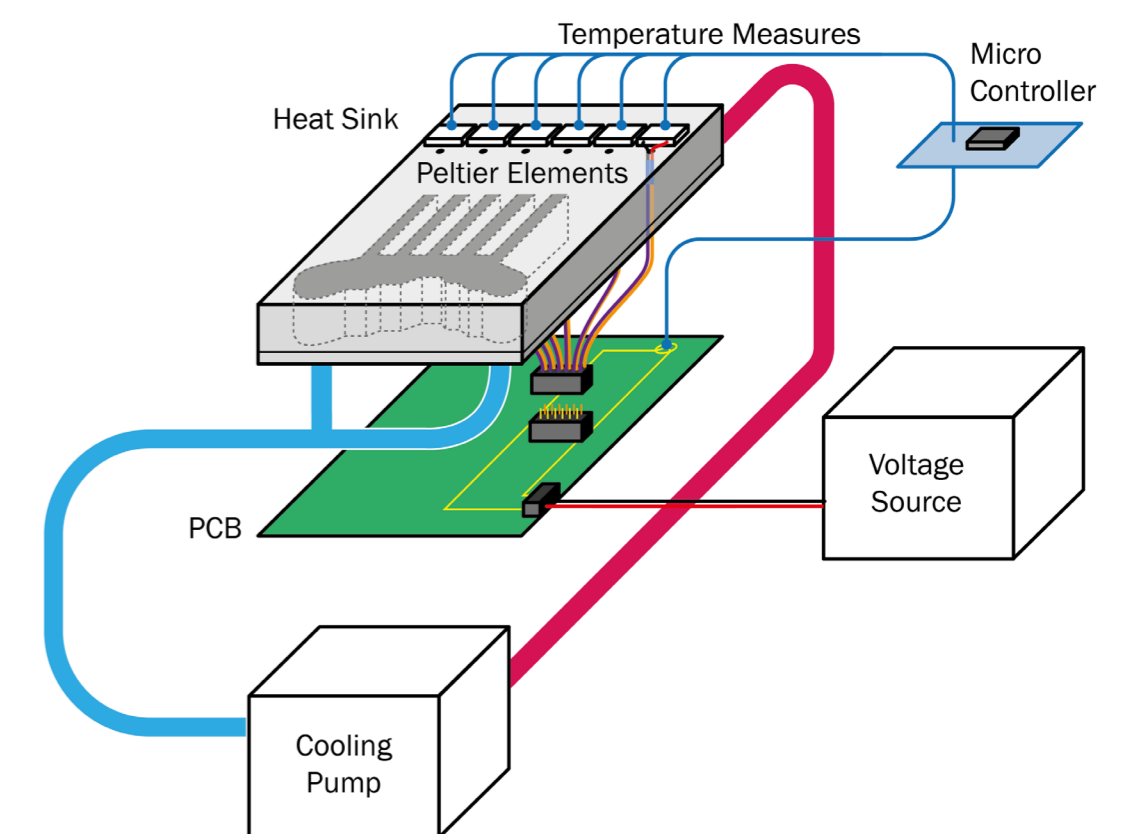 Temperature Measures
Micro
Controller
Heat Sink
Peltier Elements
Voltage
Source
PCB
Cooling
Pump